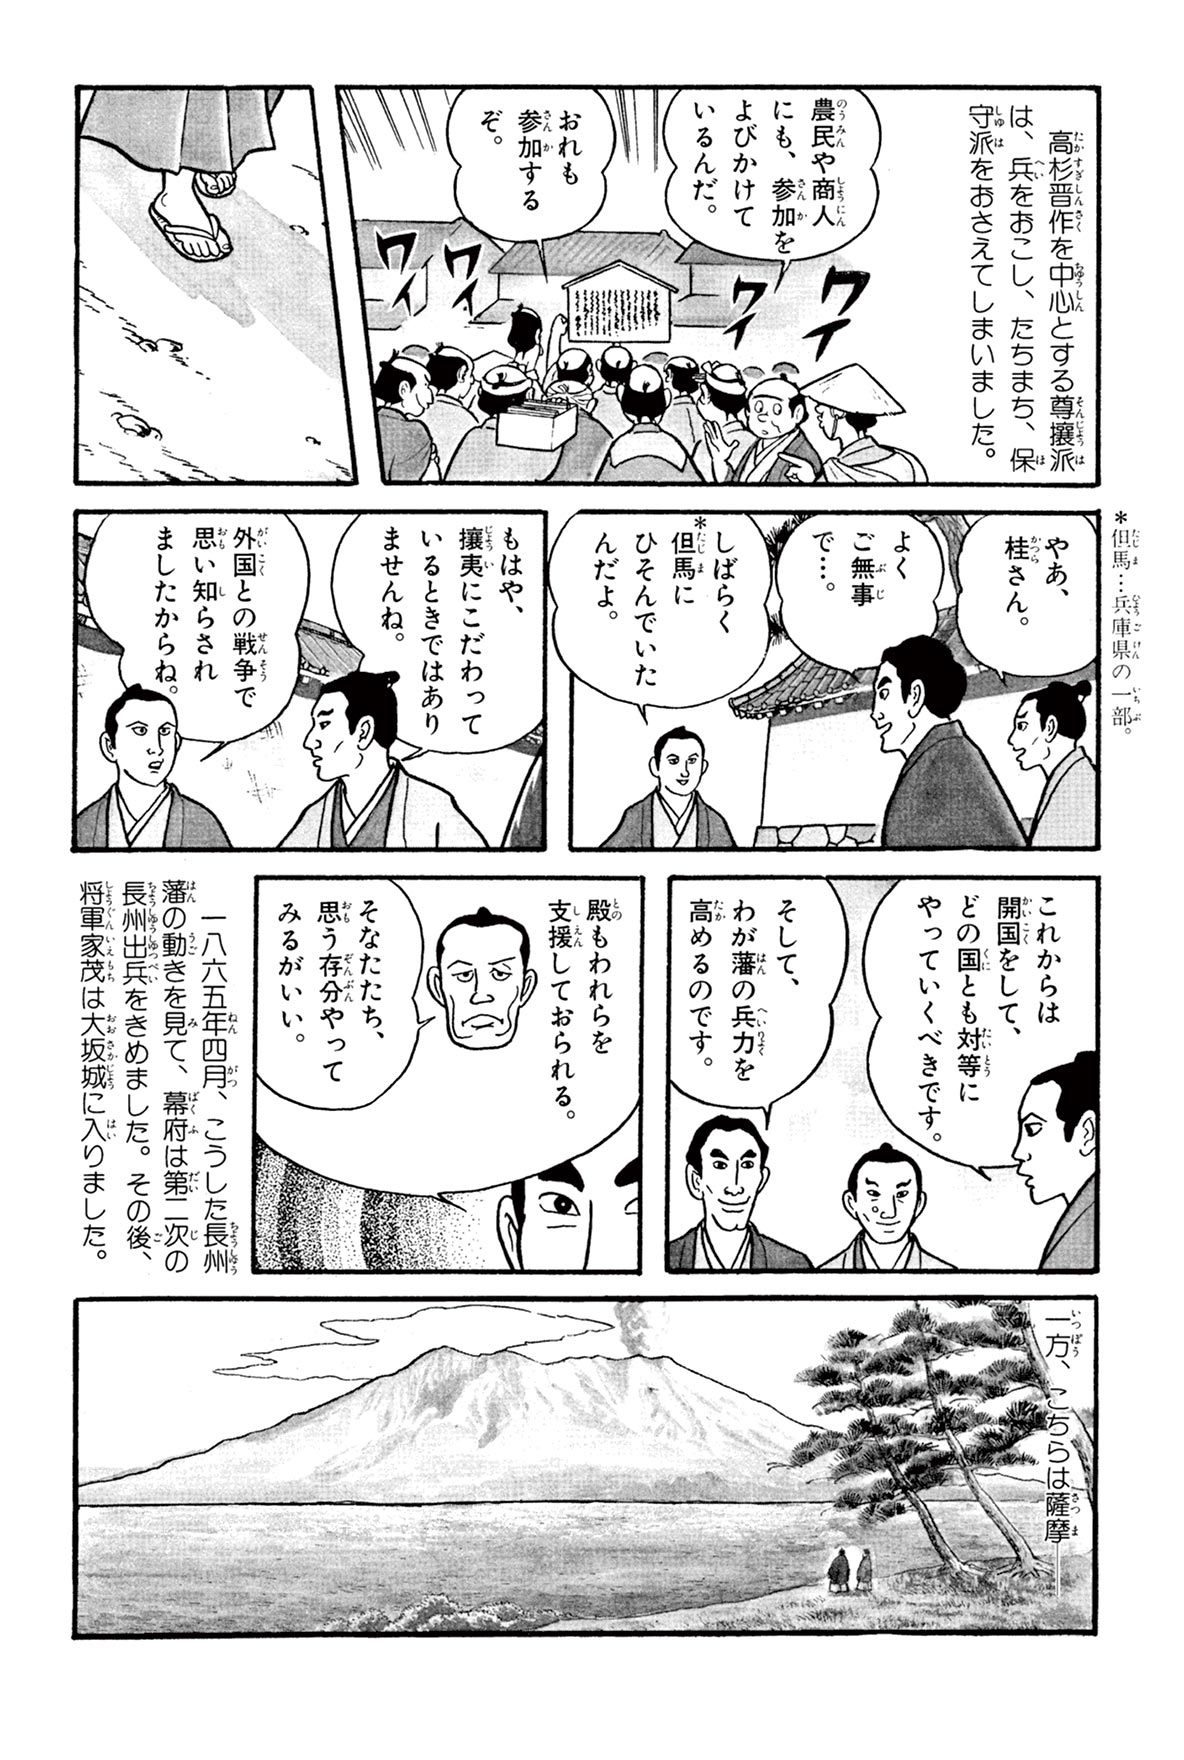 高杉晋作を中心とする尊攘派
は、兵をおこし、たちまち、保
守派をおさえてしまいました。
農民や商人
にも、参加を
よびかけて
いるんだ。
おれも
参加する
ぞ。
ワイ
ワイ
ワイ
ワイ
＊但馬…兵庫県の一部。
やあ、
桂さん。
よく
ご無事
で…。
しばらく
＊但馬に
ひそんでいた
んだよ。
もはや、
攘夷にこだわって
いるときではあり
ませんね。
外国との戦争で
思い知らされ
ましたからね。
これからは
開国をして、
どの国とも対等に
やっていくべきです。
そして、
わが藩の兵力を
高めるのです。
殿もわれらを
支援しておられる。
そなたたち、
思う存分やって
みるがいい。
一八六五年四月、こうした長州
藩の動きを見て、幕府は第二次の
長州出兵をきめました。その後、
将軍家茂は大坂城に入りました。
一方、こちらは薩摩――